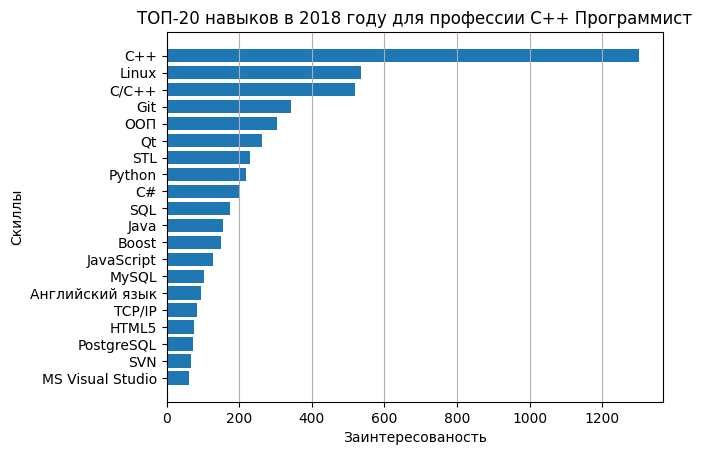 ТОП-20 навыков в 2018 году для профессии C++ Программист
Скиллы
C++
Linux
C/C++
Git
ООП
Qt
STL
Python
C#
SQL
Java
Boost
JavaScript
MySQL
Английский язык
TCP/IP
HTML5
PostgreSQL
SVN
MS Visual Studio
0 200 400 600 800 1000 1200
Заинтересованость